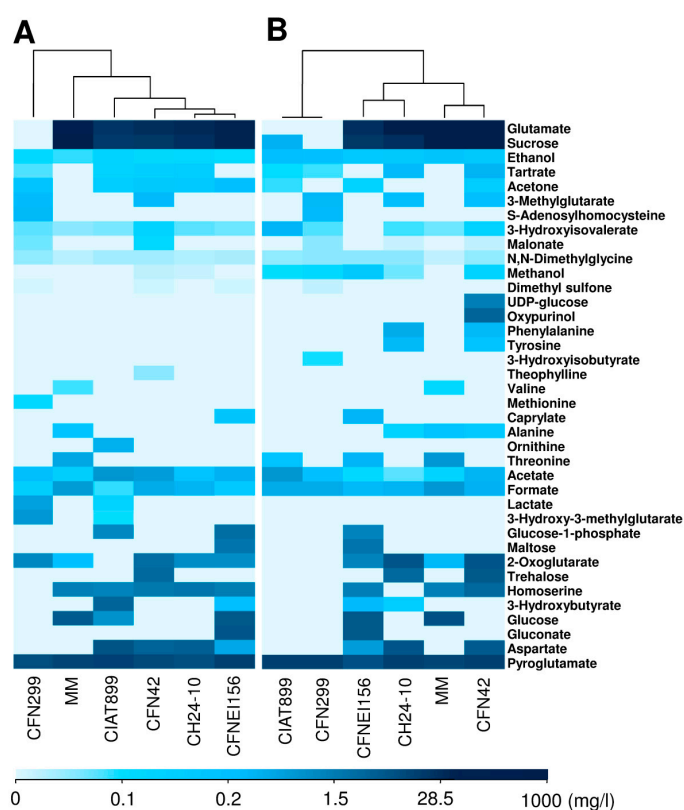 A
B
Glutamate
Sucrose
Ethanol
Tartrate
Acetone
3-Methylglutarate
S-Adenosylhomocysteine
3-Hydroxyisovalerate
Malonate
N,N-Dimethylglycine
Methanol
Dimethyl sulfone
UDP-glucose
Oxypurinol
Phenylalanine
Tyrosine
3-Hydroxyisobutyrate
Theophylline
Valine
Methionine
Caprylate
Alanine
Ornithine
Threonine
Acetate
Formate
Lactate
3-Hydroxy-3-methylglutarate
Glucose-1-phosphate
Maltose
2-Oxoglutarate
Trehalose
Homoserine
3-Hydroxybutyrate
Glucose
Gluconate
Aspartate
Pyroglutamate
CFN299 MM CIAT899 CFN42 CH24-10 CFNEI156 CIAT899 CFN299 CFNEI156 CH24-10 MM CFN42
0 0.1 0.2 1.5 28.5 1000 (mg/l)